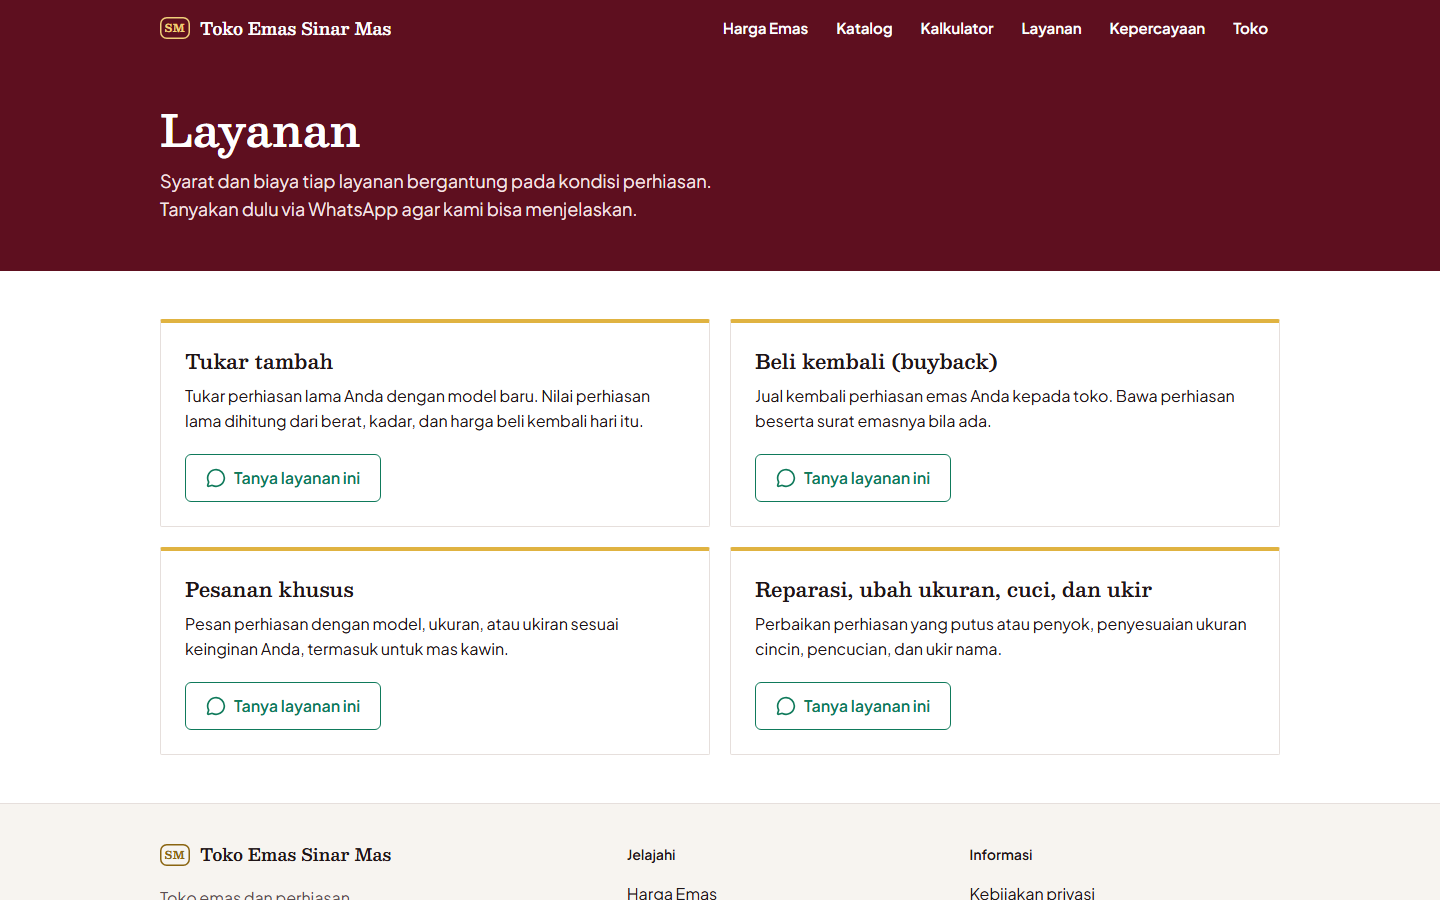 SM Toko Emas Sinar Mas
Harga Emas Katalog Kalkulator Layanan Kepercayaan Toko
Layanan
Syarat dan biaya tiap layanan bergantung pada kondisi perhiasan.
Tanyakan dulu via WhatsApp agar kami bisa menjelaskan.
Tukar tambah
Tukar perhiasan lama Anda dengan model baru. Nilai perhiasan
lama dihitung dari berat, kadar, dan harga beli kembali hari itu.
Tanya layanan ini
Beli kembali (buyback)
Jual kembali perhiasan emas Anda kepada toko. Bawa perhiasan
beserta surat emasnya bila ada.
Tanya layanan ini
Pesanan khusus
Pesan perhiasan dengan model, ukuran, atau ukiran sesuai
keinginan Anda, termasuk untuk mas kawin.
Tanya layanan ini
Reparasi, ubah ukuran, cuci, dan ukir
Perbaikan perhiasan yang putus atau penyok, penyesuaian ukuran
cincin, pencucian, dan ukir nama.
Tanya layanan ini
SM Toko Emas Sinar Mas
Toko emas dan perhiasan
Jelajahi
Harga Emas
Informasi
Kebijakan privasi